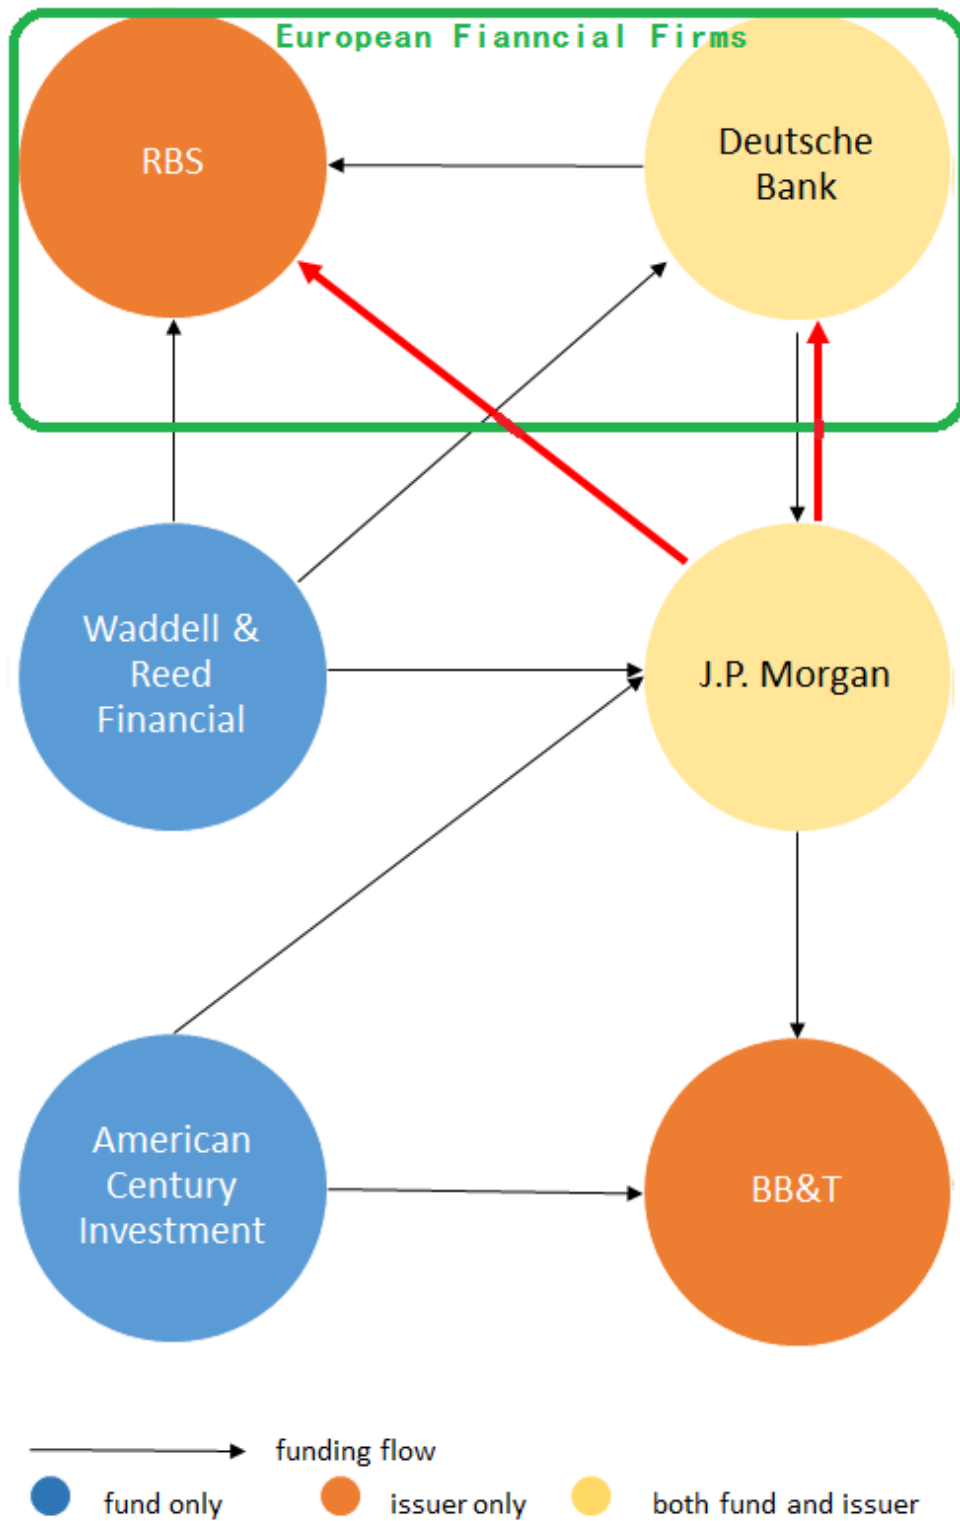 European Fianncial Firms
RBS
Deutsche
Bank
Waddell &
Reed
Financial
J.P. Morgan
American
Century
Investment
BB&T
funding flow
fund only
issuer only
both fund and issuer